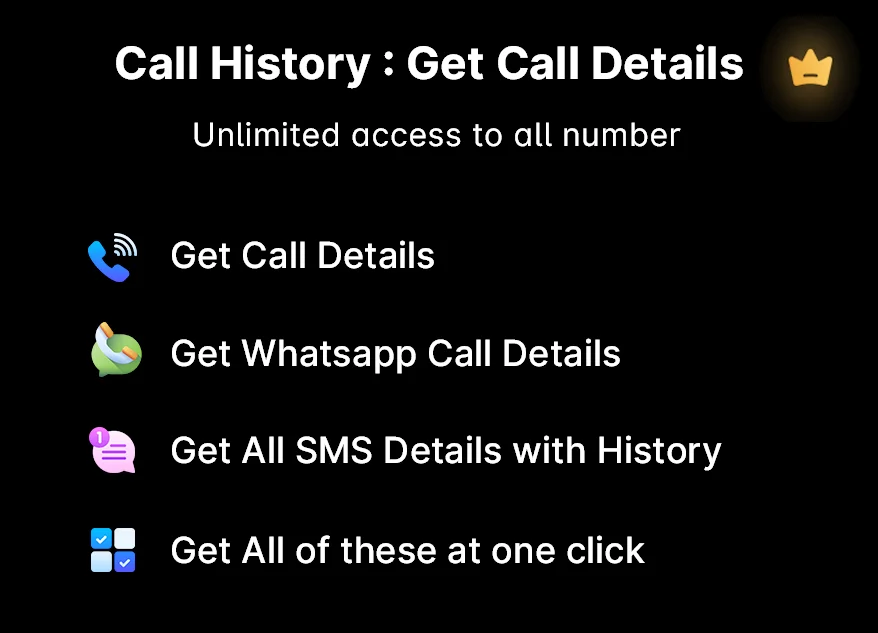 Call History : Get Call Details
Unlimited access to all number
Get Call Details
Get Whatsapp Call Details
1
Get All SMS Details with History
Get All of these at one click